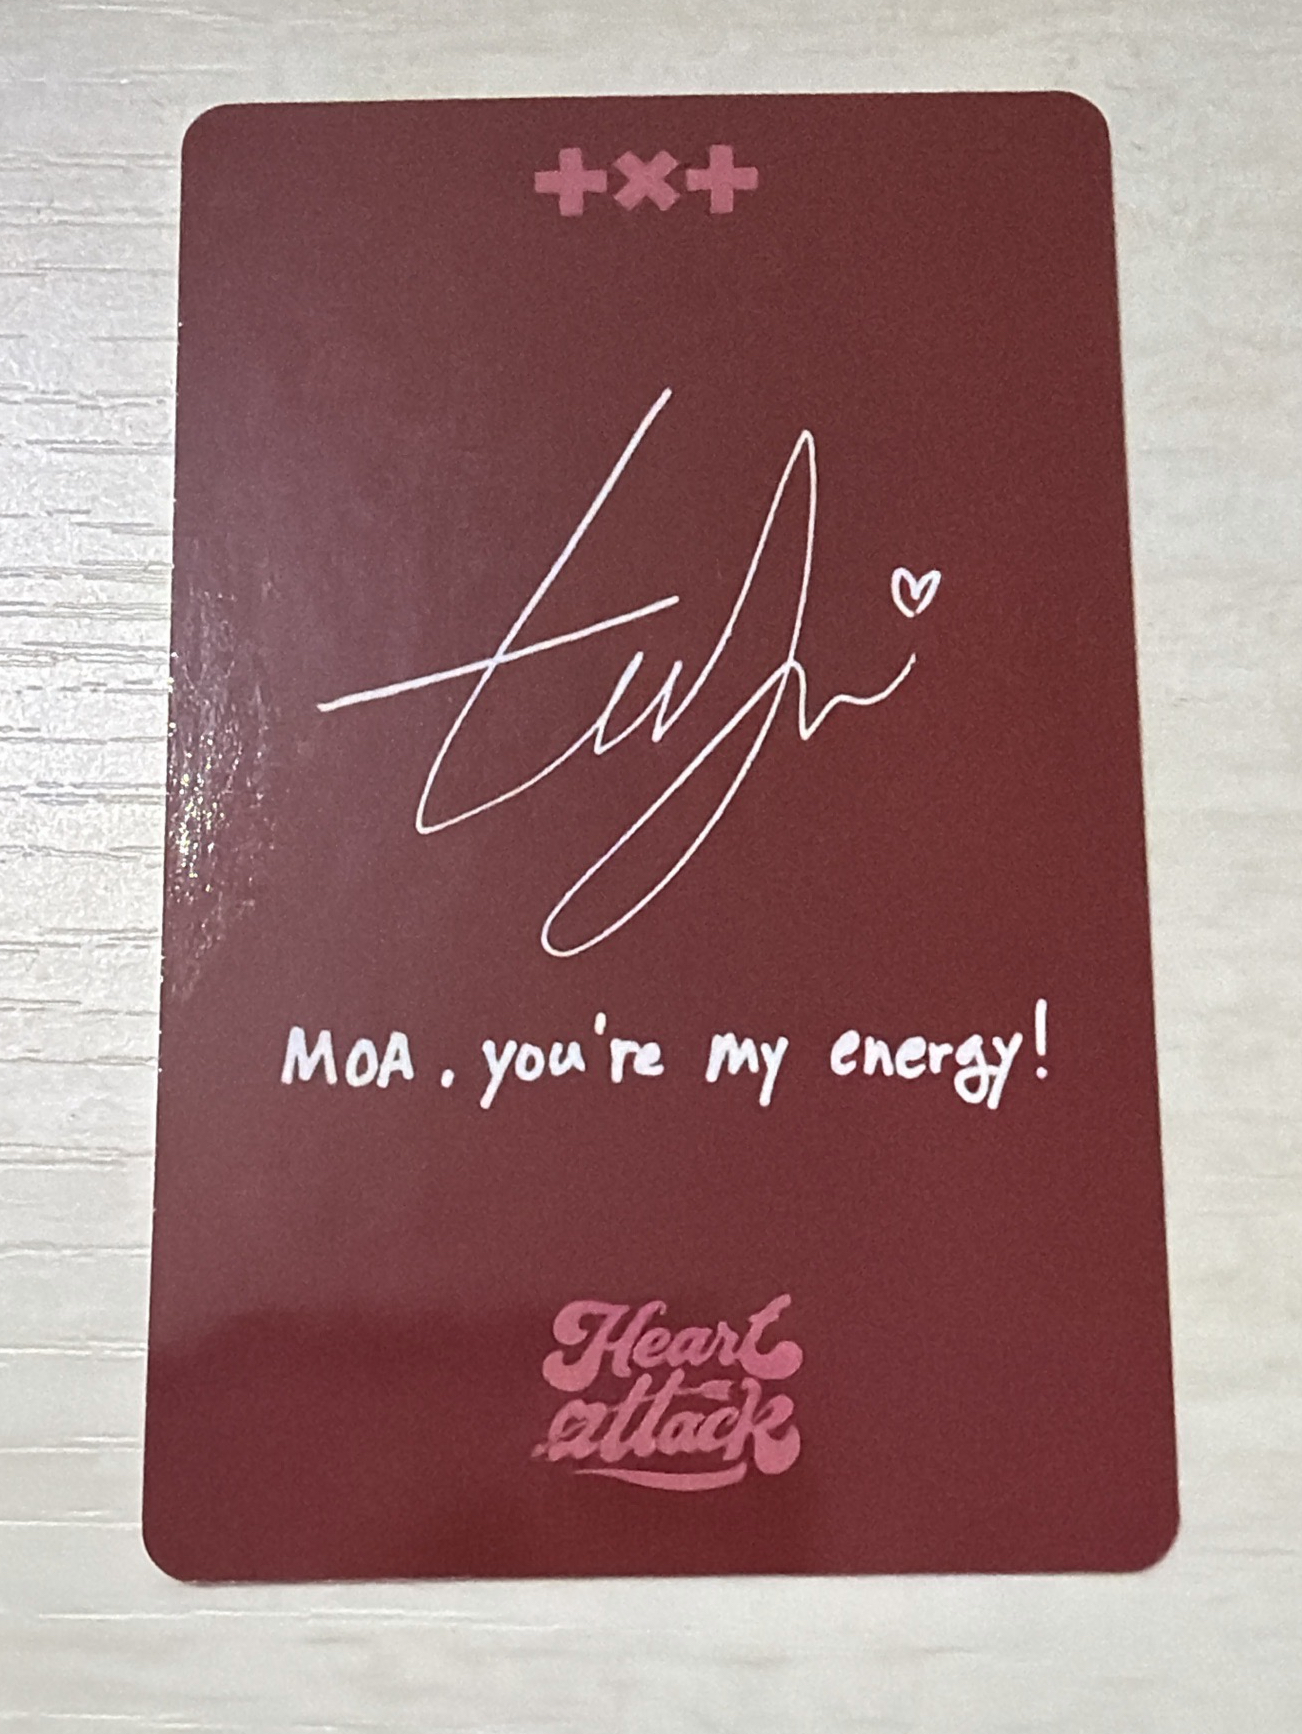 +×+
MOA. you're my energy!
Heart
attack